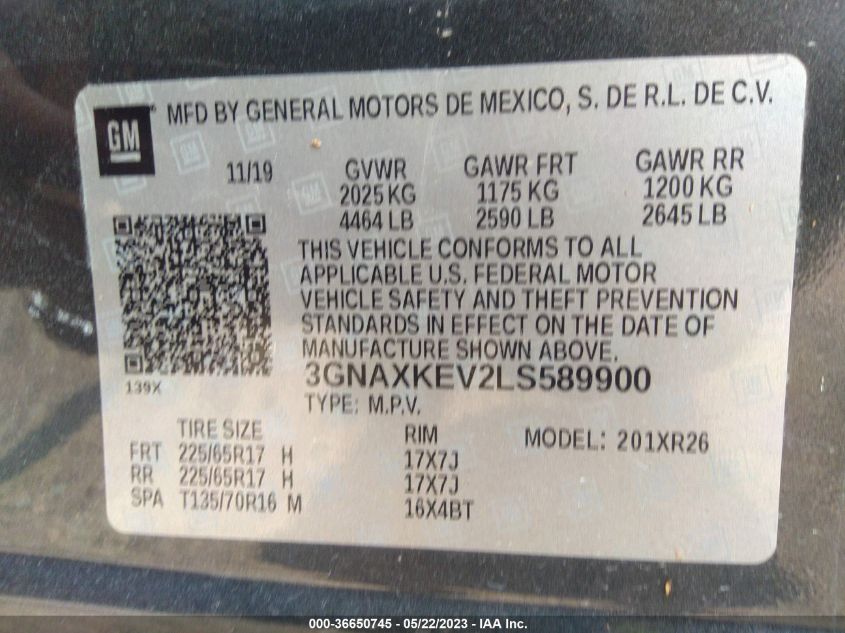 GM
MFD BY GENERAL MOTORS DE MEXICO, S. DE R.L. DE C.V.
11/19 GVWR GAWR FRT GAWR RR
2025 KG 1175 KG 1200 KG
4464 LB 2590 LB 2645 LB
THIS VEHICLE CONFORMS TO ALL
APPLICABLE U.S. FEDERAL MOTOR
VEHICLE SAFETY AND THEFT PREVENTION
STANDARDS IN EFFECT ON THE DATE OF
MANUFACTURE SHOWN ABOVE.
139X
3GNAXKEV2LS589900
TYPE: M.P.V.
TIRE SIZE RIM MODEL: 201XR26
FRT 225/65R17 H 17X7J
RR 225/65R17 H 17X7J
SPA T135/70R16 M 16X4BT
000-36650745 - 05/22/2023 - IAA Inc.